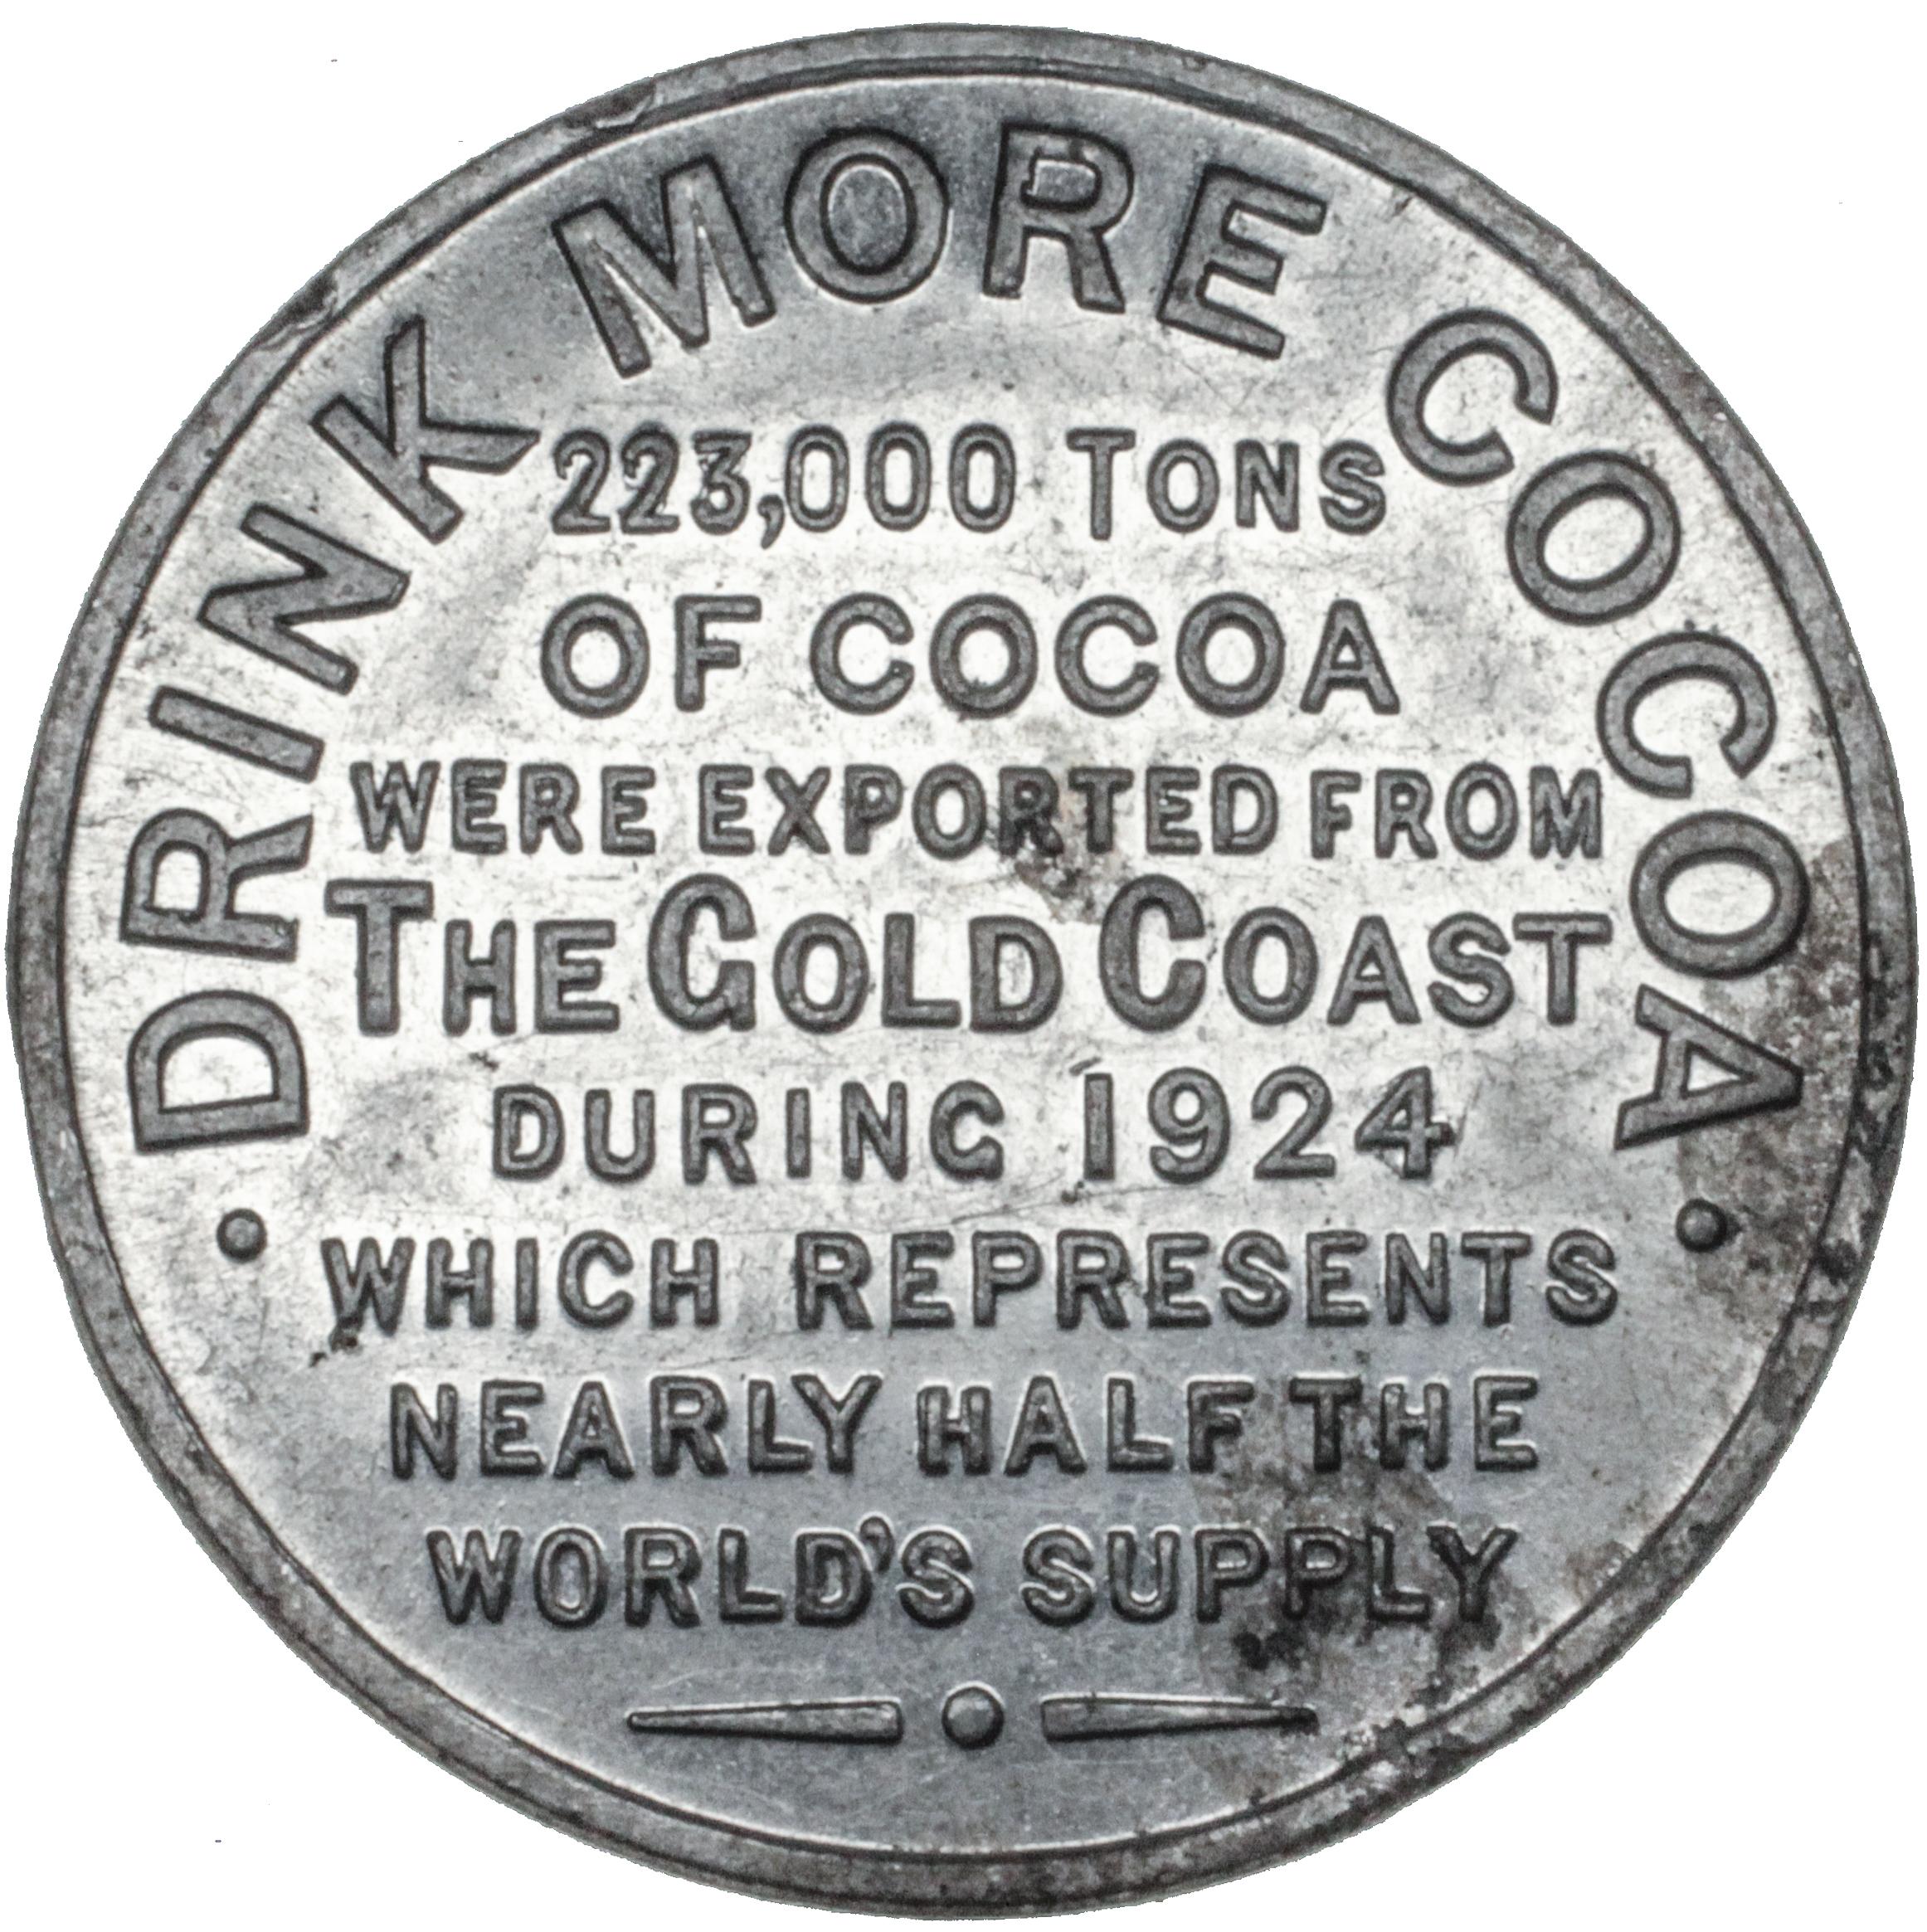 DRINK MORE COCOA
223,000 TONS
OF COCOA
WERE EXPORTED FROM
THE GOLD COAST
DURING 1924
WHICH REPRESENTS
NEARLY HALF THE
WORLD'S SUPPLY